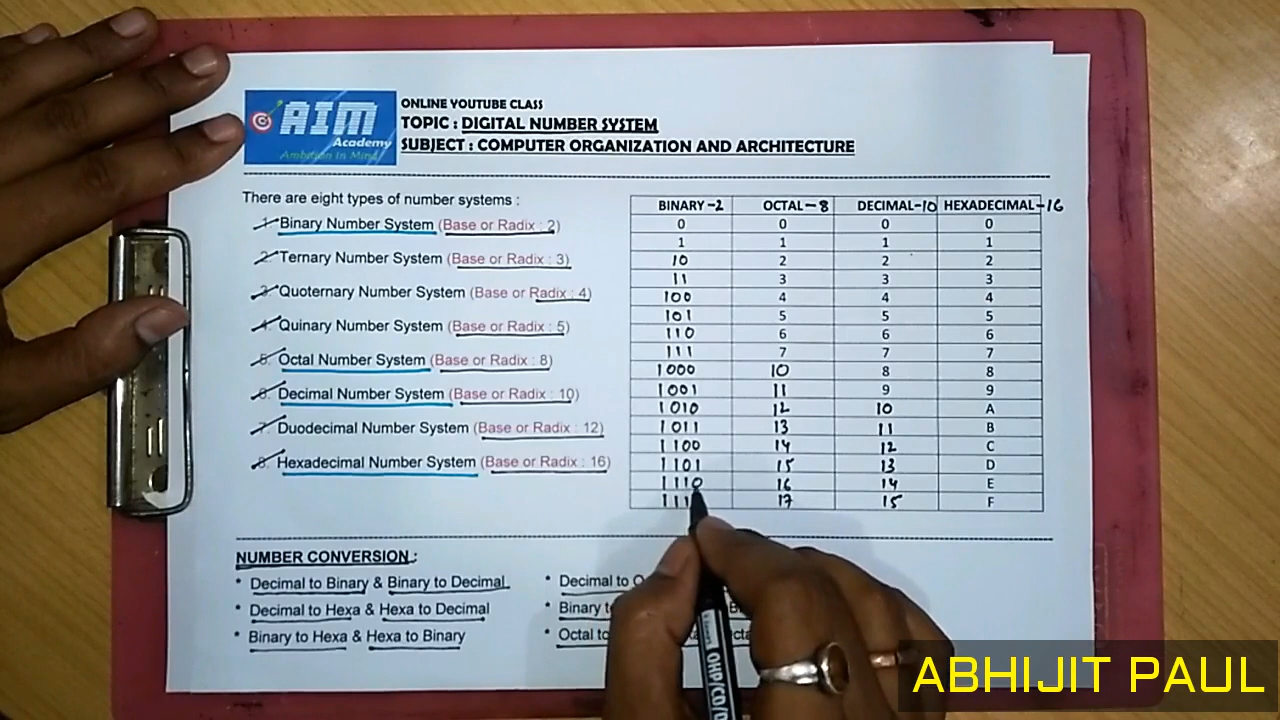 AIM
Academy
Ambition In Mind
ONLINE YOUTUBE CLASS
TOPIC : DIGITAL NUMBER SYSTEM
SUBJECT : COMPUTER ORGANIZATION AND ARCHITECTURE
There are eight types of number systems :
1. Binary Number System (Base or Radix : 2)
2. Ternary Number System (Base or Radix : 3)
3. Quoternary Number System (Base or Radix : 4)
4. Quinary Number System (Base or Radix : 5)
5. Octal Number System (Base or Radix : 8)
6. Decimal Number System (Base or Radix : 10)
7. Duodecimal Number System (Base or Radix : 12)
8. Hexadecimal Number System (Base or Radix : 16)
BINARY -2 OCTAL -8 DECIMAL-10 HEXADECIMAL-16
0 0 0 0
1 1 1 1
10 2 2 2
11 3 3 3
100 4 4 4
101 5 5 5
110 6 6 6
111 7 7 7
1000 10 8 8
1001 11 9 9
1010 12 10 A
1011 13 11 B
1100 14 12 C
1101 15 13 D
1110 16 14 E
111 17 15 F
NUMBER CONVERSION :
* Decimal to Binary & Binary to Decimal
* Decimal to Hexa & Hexa to Decimal
* Binary to Hexa & Hexa to Binary
* Decimal to
* Binary
* Octal to
OHP/CD/D
ABHIJIT PAUL